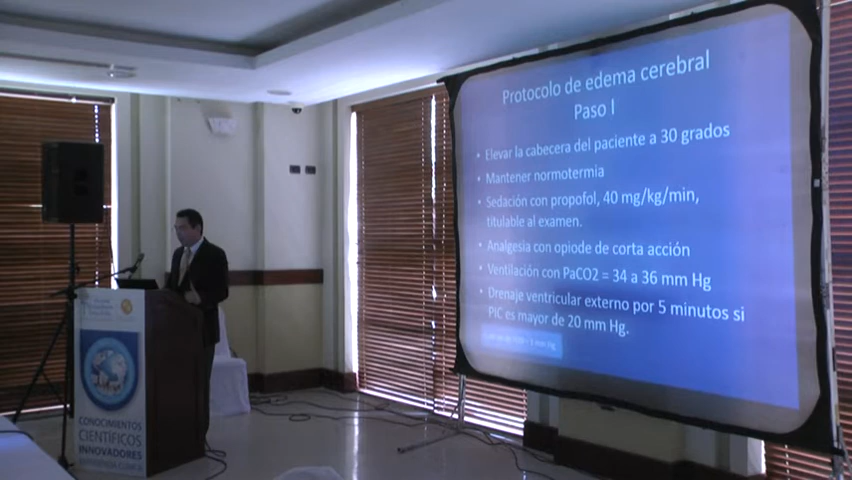 Protocolo de edema cerebral
Paso I
• Elevar la cabecera del paciente a 30 grados
• Mantener normotermia
• Sedación con propofol, 40 mg/kg/min,
titulable al examen.
• Analgesia con opiode de corta acción
• Ventilación con PaCO2 = 34 a 36 mm Hg
• Drenaje ventricular externo por 5 minutos si
PIC es mayor de 20 mm Hg.
CONOCIMIENTOS
CIENTÍFICOS
INNOVADORES